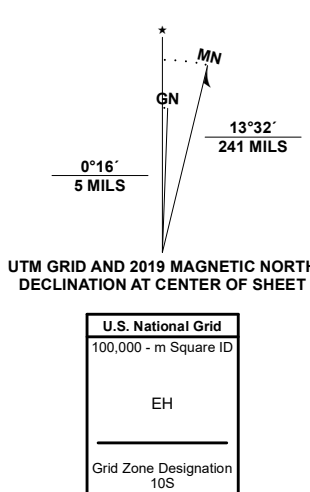 ★
MN
GN
13°32´
241 MILS
0°16´
5 MILS
UTM GRID AND 2019 MAGNETIC NORTH
DECLINATION AT CENTER OF SHEET
U.S. National Grid
100,000 - m Square ID
EH
Grid Zone Designation
10S